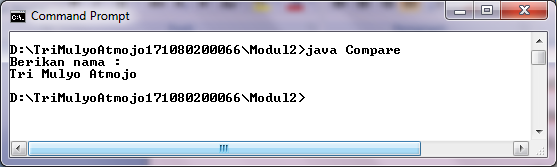 Command Prompt
D:\TriMulyoAtmojo171080200066\Modul2>java Compare
Berikan nama :
Tri Mulyo Atmojo
D:\TriMulyoAtmojo171080200066\Modul2>